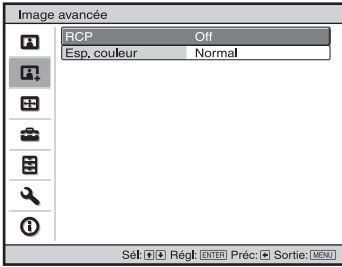 Image avancée
RCP Off
Esp. couleur Normal
Sél: Régl: ENTER Préc: Sortie: MENU